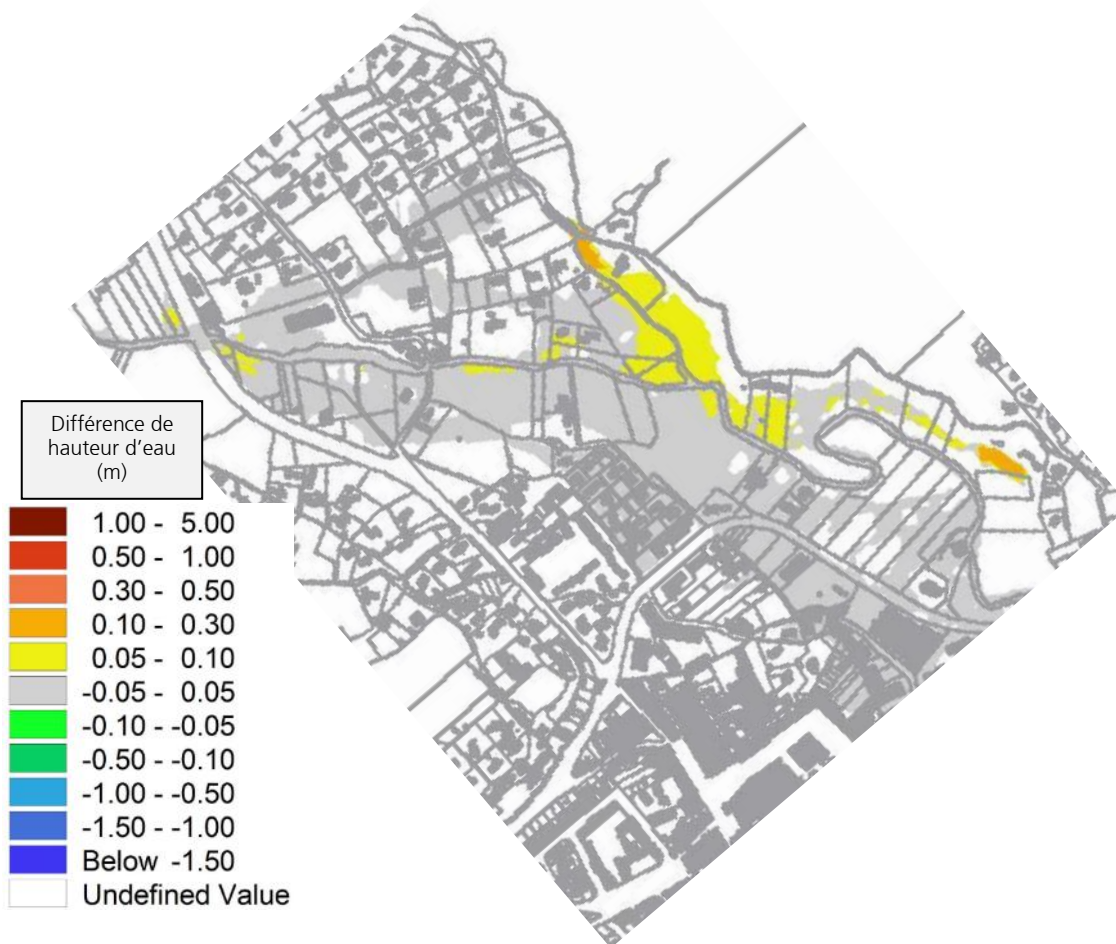 Différence de
hauteur d'eau
(m)
1.00 - 5.00
0.50 - 1.00
0.30 - 0.50
0.10 - 0.30
0.05 - 0.10
-0.05 - 0.05
-0.10 - -0.05
-0.50 - -0.10
-1.00 - -0.50
-1.50 - -1.00
Below -1.50
Undefined Value